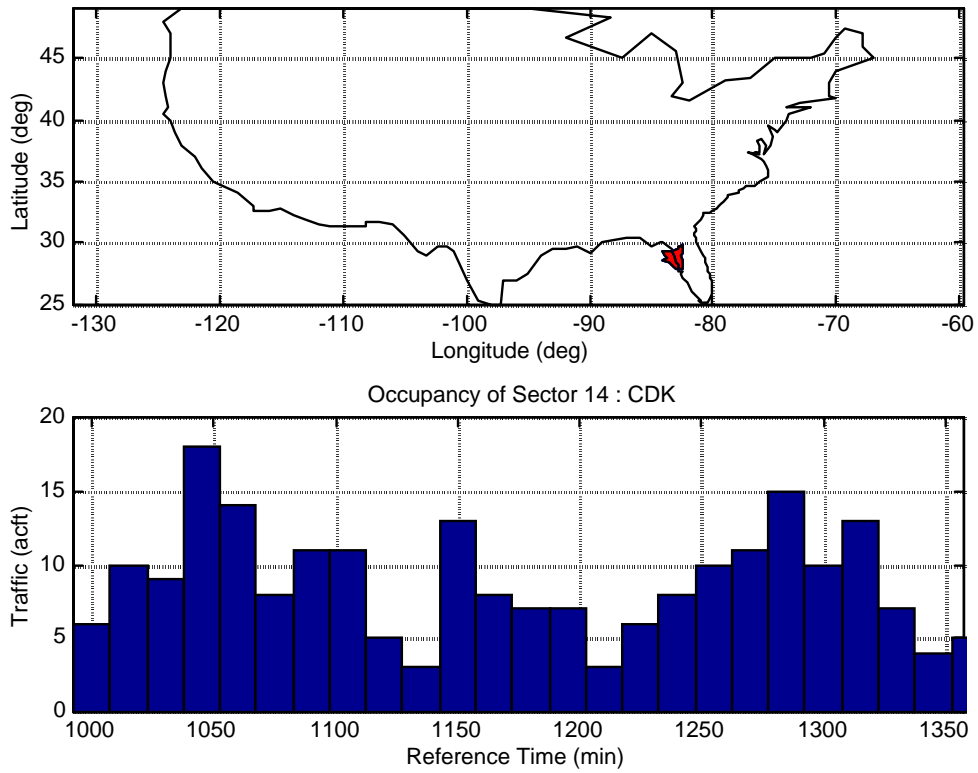 45
40
35
30
25
Latitude (deg)
-130 -120 -110 -100 -90 -80 -70 -60
Longitude (deg)
Occupancy of Sector 14 : CDK
20
15
10
5
0
Traffic (acft)
1000 1050 1100 1150 1200 1250 1300 1350
Reference Time (min)